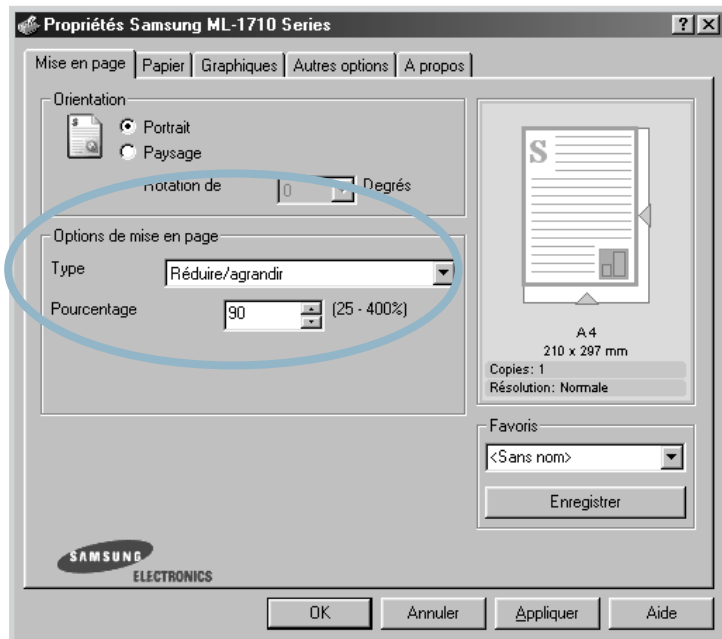 Propriétés Samsung ML-1710 Series
Mise en page Papier Graphiques Autres options A propos
Orientation
Portrait
Paysage
Rotation de 0 Degrés
Options de mise en page
Type Réduire/agrandir
Pourcentage 90 (25 - 400%)
S
S
A4
210 x 297 mm
Copies: 1
Résolution: Normale
Favoris
<Sans nom>
Enregistrer
SAMSUNG
ELECTRONICS
OK Annuler Appliquer Aide